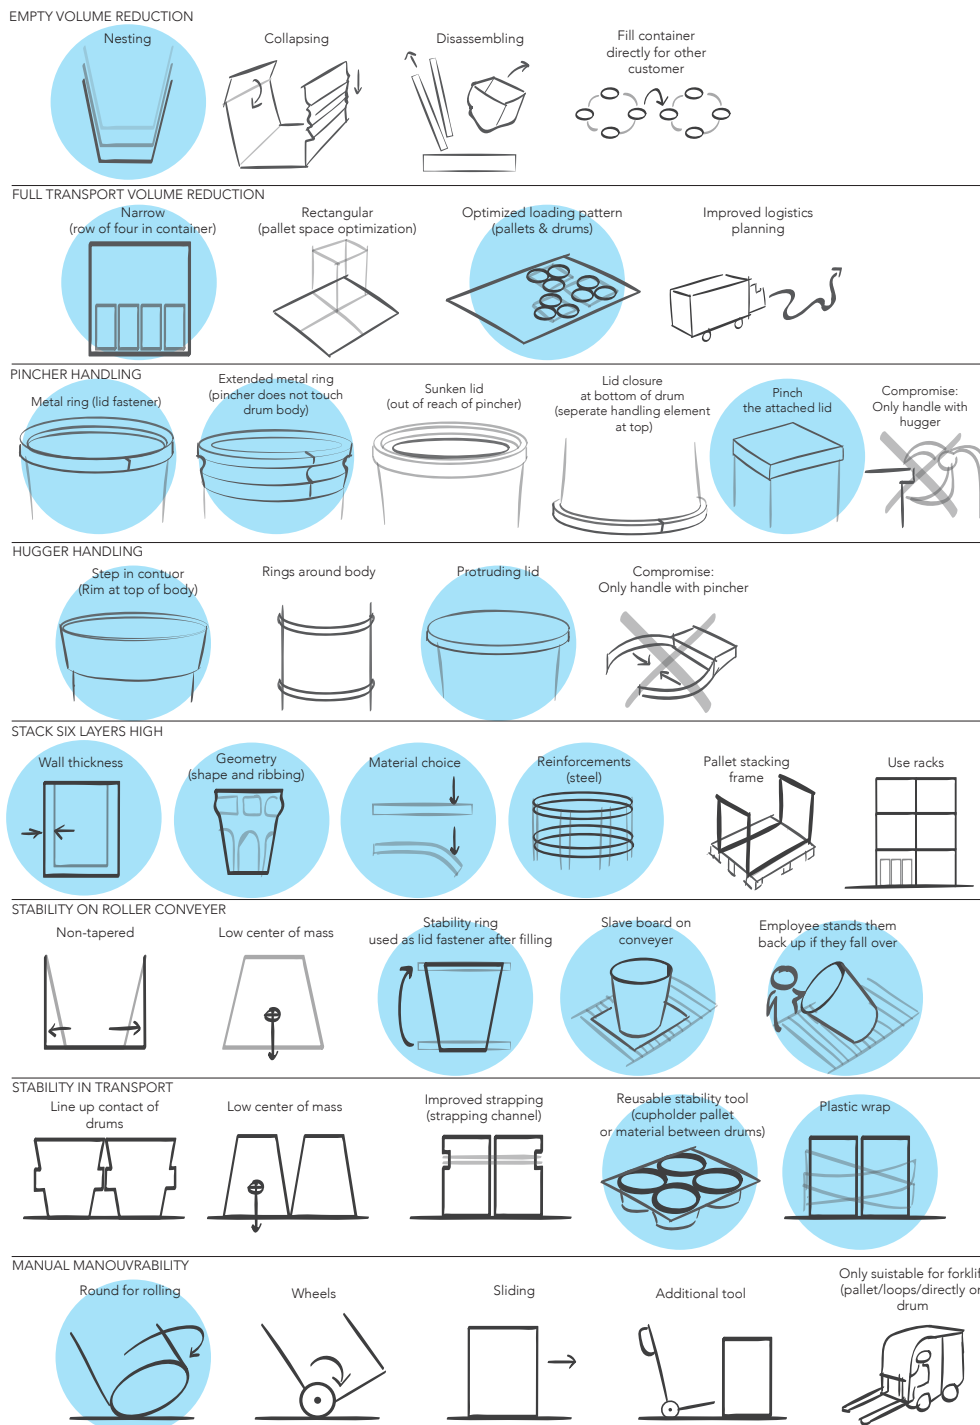 EMPTY VOLUME REDUCTION
Nesting
Collapsing
Disassembling
Fill container
directly for other
customer
FULL TRANSPORT VOLUME REDUCTION
Narrow
(row of four in container)
Rectangular
(pallet space optimization)
Optimized loading pattern
(pallets & drums)
Improved logistics
planning
PINCHER HANDLING
Metal ring (lid fastener)
Extended metal ring
(pincher does not touch
drum body)
Sunken lid
(out of reach of pincher)
Lid closure
at bottom of drum
(seperate handling element
at top)
Pinch
the attached lid
Compromise:
Only handle with
hugger
HUGGER HANDLING
Step in contuor
(Rim at top of body)
Rings around body
Protruding lid
Compromise:
Only handle with pincher
STACK SIX LAYERS HIGH
Wall thickness
Geometry
(shape and ribbing)
Material choice
Reinforcements
(steel)
Pallet stacking
frame
Use racks
STABILITY ON ROLLER CONVEYER
Non-tapered
Low center of mass
Stability ring
used as lid fastener after filling
Slave board on
conveyer
Employee stands them
back up if they fall over
STABILITY IN TRANSPORT
Line up contact of
drums
Low center of mass
Improved strapping
(strapping channel)
Reusable stability tool
(cupholder pallet
or material between drums)
Plastic wrap
MANUAL MANOUVRABILITY
Round for rolling
Wheels
Sliding
Additional tool
Only suistable for forklif
(pallet/loops/directly on
drum